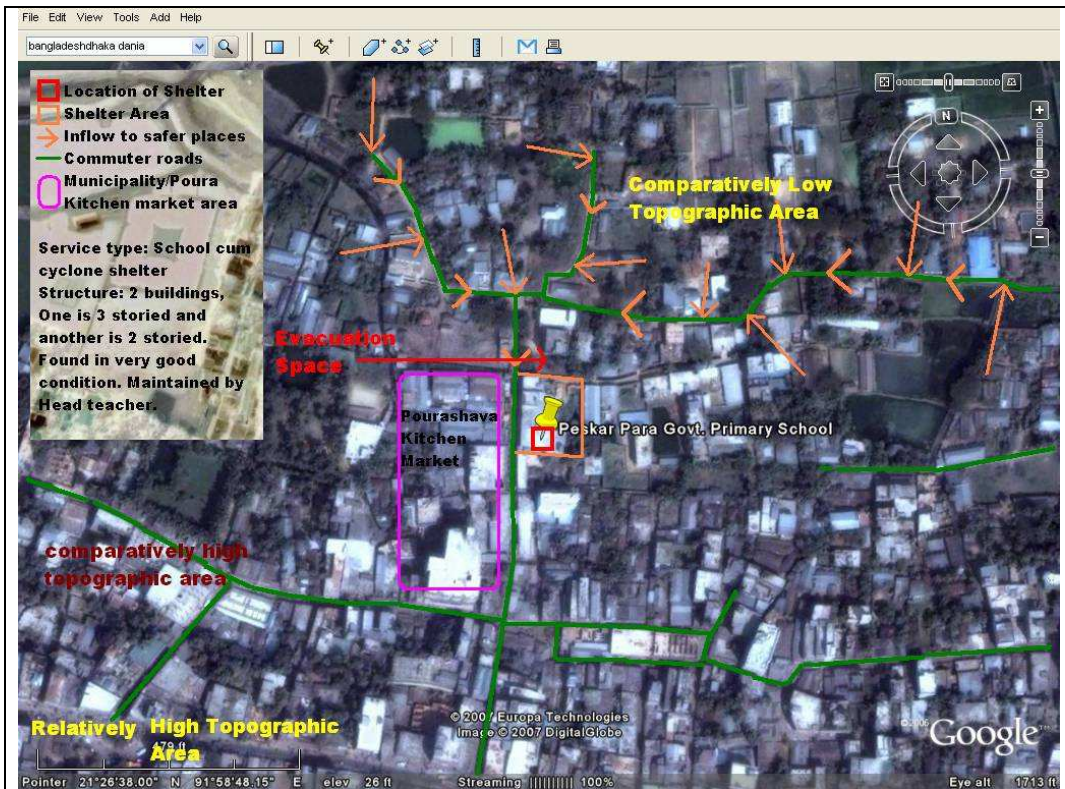 File Edit View Tools Add Help
bangladeshdhaka dania
Location of Shelter
Shelter Area
Inflow to safer places
Commuter roads
Municipality/Poura
Kitchen market area
Service type: School cum
cyclone shelter
Structure: 2 buildings,
One is 3 storied and
another is 2 storied.
Found in very good
condition. Maintained by
Head teacher.
N
Comparatively Low
Topographic Area
Evacuation
Space
Pourashava
Kitchen
Market
Peskar Para Govt. Primary School
comparatively high
topographic area
Relatively High Topographic
Area
179 ft
© 2007 Europa Technologies
Image © 2007 DigitalGlobe
©2006
Google™
Pointer 21°26'38.00" N 91°58'48.15" E elev 26 ft Streaming |||||||||| 100% Eye alt 1713 ft